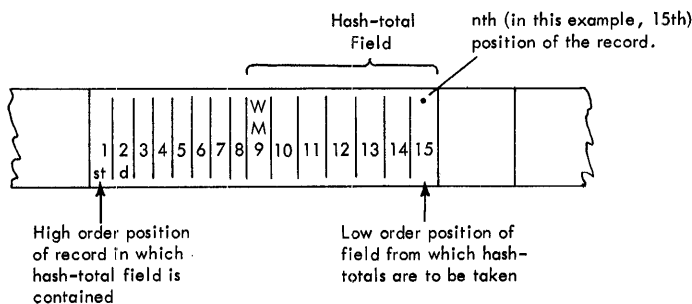 Hash-total
Field
nth (in this example, 15th)
position of the record.
W
M
1 2 3 4 5 6 7 8 9 10 11 12 13 14 15
st d
High order position
of record in which
hash-total field is
contained
Low order position of
field from which hash-
totals are to be taken